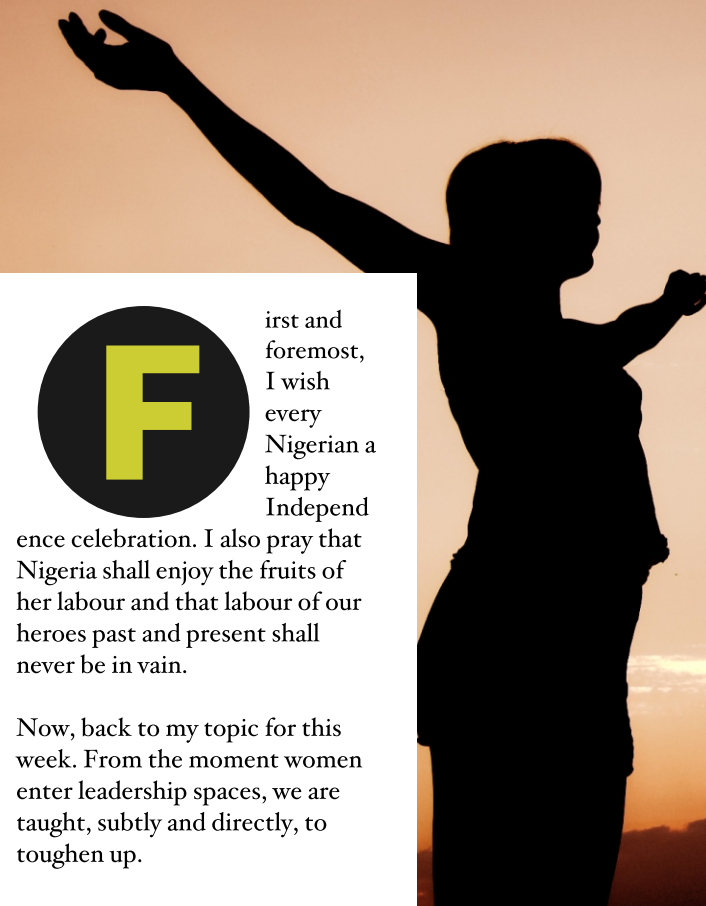 First and
foremost,
I wish
every
Nigerian a
happy
Independ
ence celebration. I also pray that
Nigeria shall enjoy the fruits of
her labour and that labour of our
heroes past and present shall
never be in vain.
Now, back to my topic for this
week. From the moment women
enter leadership spaces, we are
taught, subtly and directly, to
toughen up.